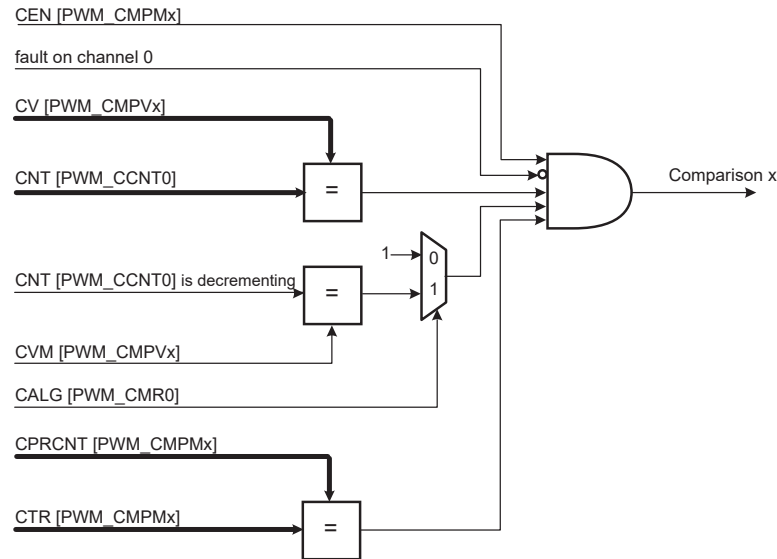 CEN [PWM_CMPMx]
fault on channel 0
CV [PWM_CMPVx]
CNT [PWM_CCNT0]
=
Comparison x
1
0
1
CNT [PWM_CCNT0] is decrementing
=
CVM [PWM_CMPVx]
CALG [PWM_CMR0]
CPRCNT [PWM_CMPMx]
CTR [PWM_CMPMx]
=